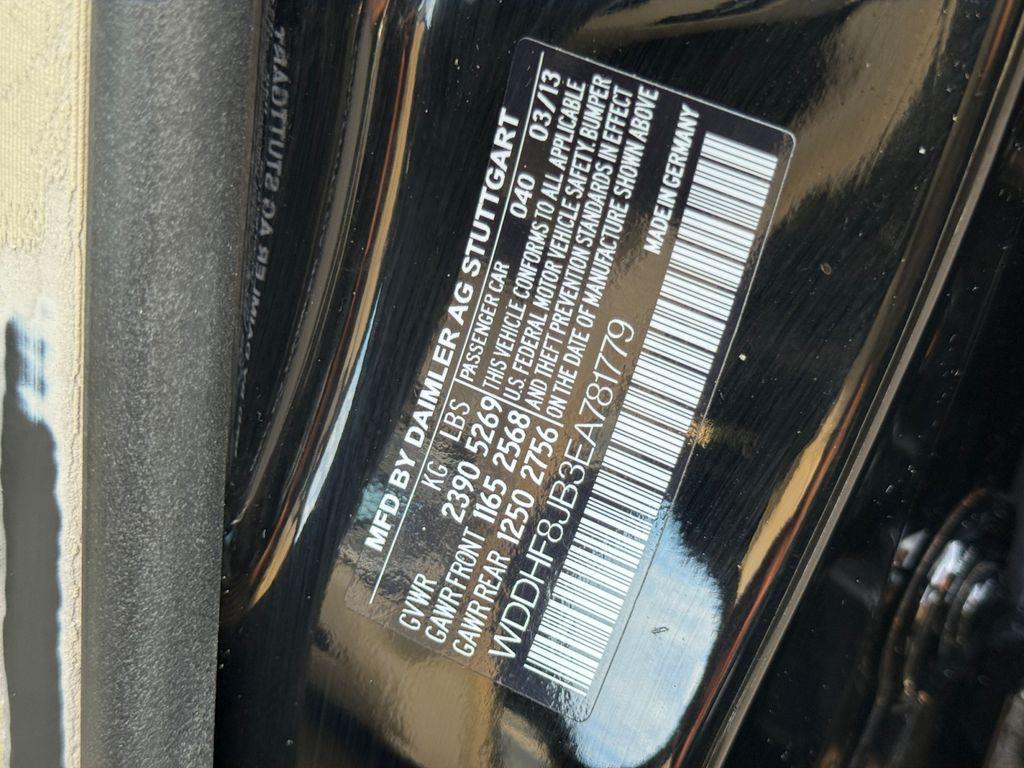 MFD BY DAIMLER AG STUTTGART
KG LBS
GVWR 2390 5269
GAWR FRONT 1165 2568
GAWR REAR 1250 2756
PASSENGER CAR 040 03/13
THIS VEHICLE CONFORMS TO ALL APPLICABLE
U.S. FEDERAL MOTOR VEHICLE SAFETY, BUMPER
AND THEFT PREVENTION STANDARDS IN EFFECT
ON THE DATE OF MANUFACTURE SHOWN ABOVE
WDDHF8JB3EA781779
MADE IN GERMANY